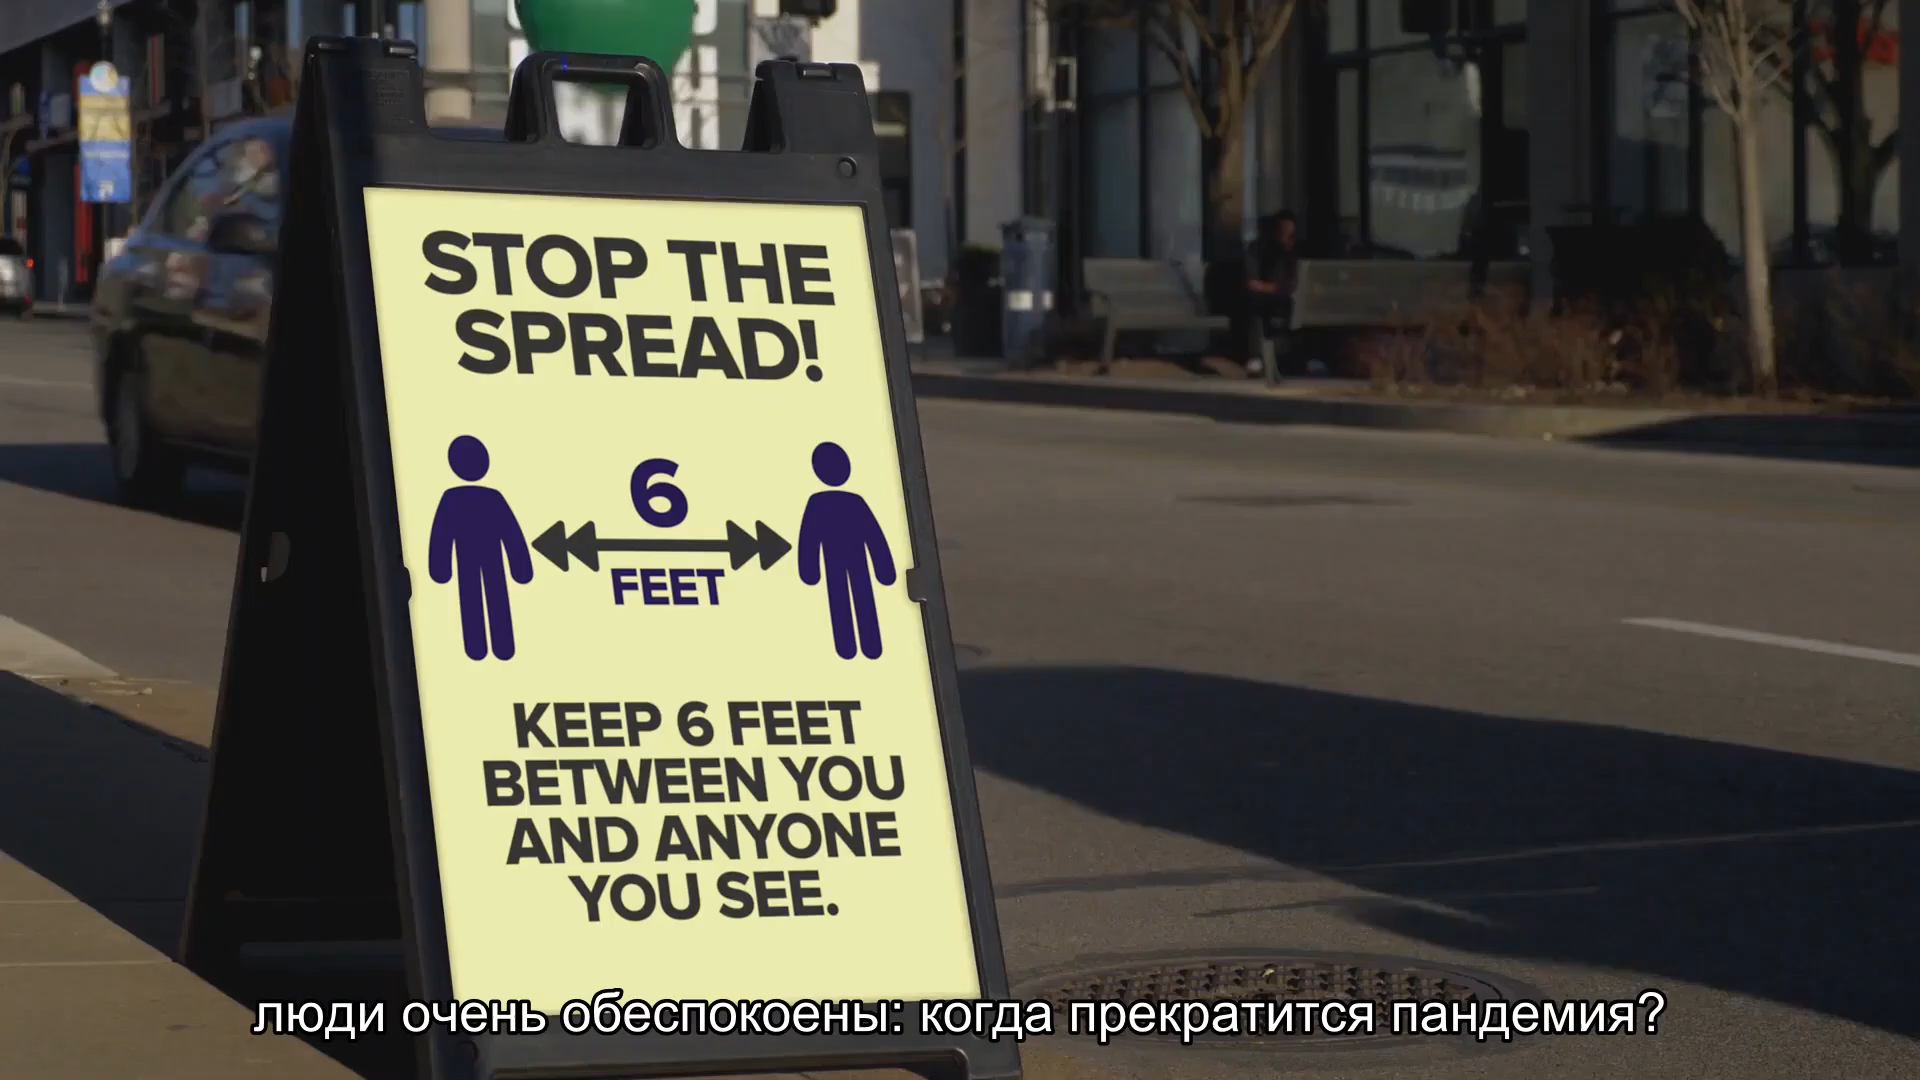 STOP THE
SPREAD!
6
FEET
KEEP 6 FEET
BETWEEN YOU
AND ANYONE
YOU SEE.
люди очень обеспокоены: когда прекратится пандемия?